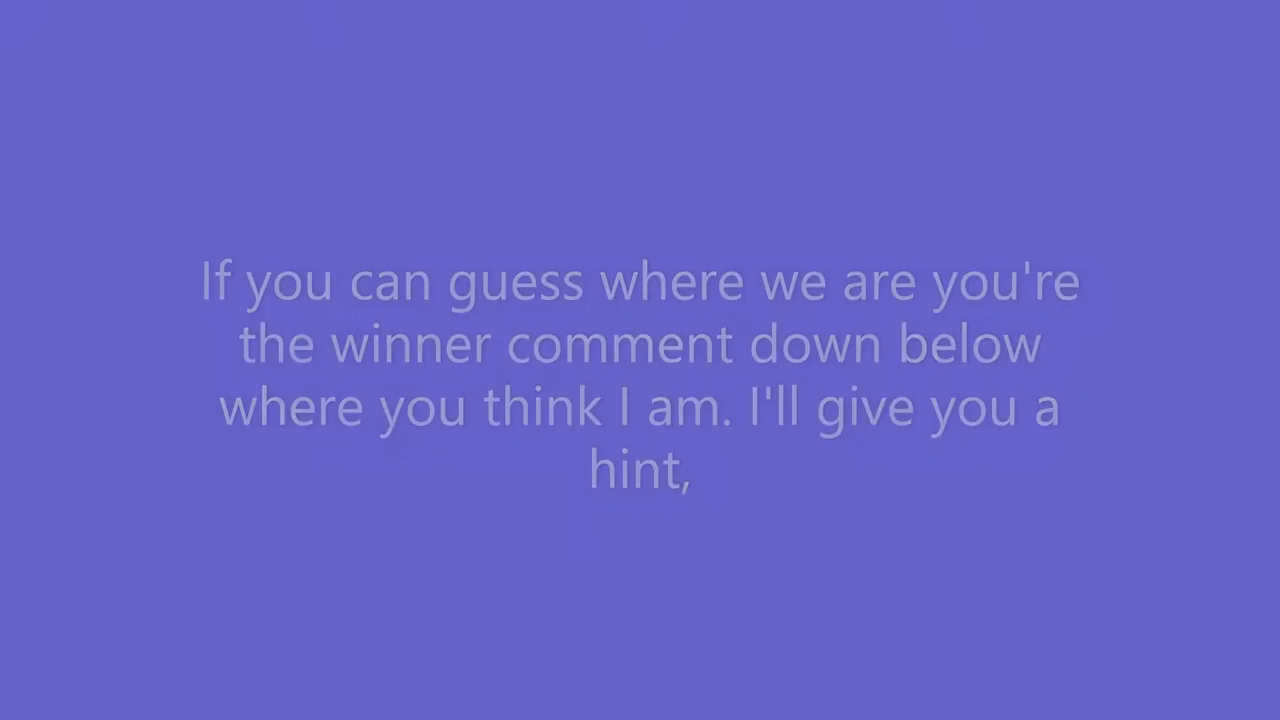 If you can guess where we are you're
the winner comment down below
where you think I am. I'll give you a
hint,